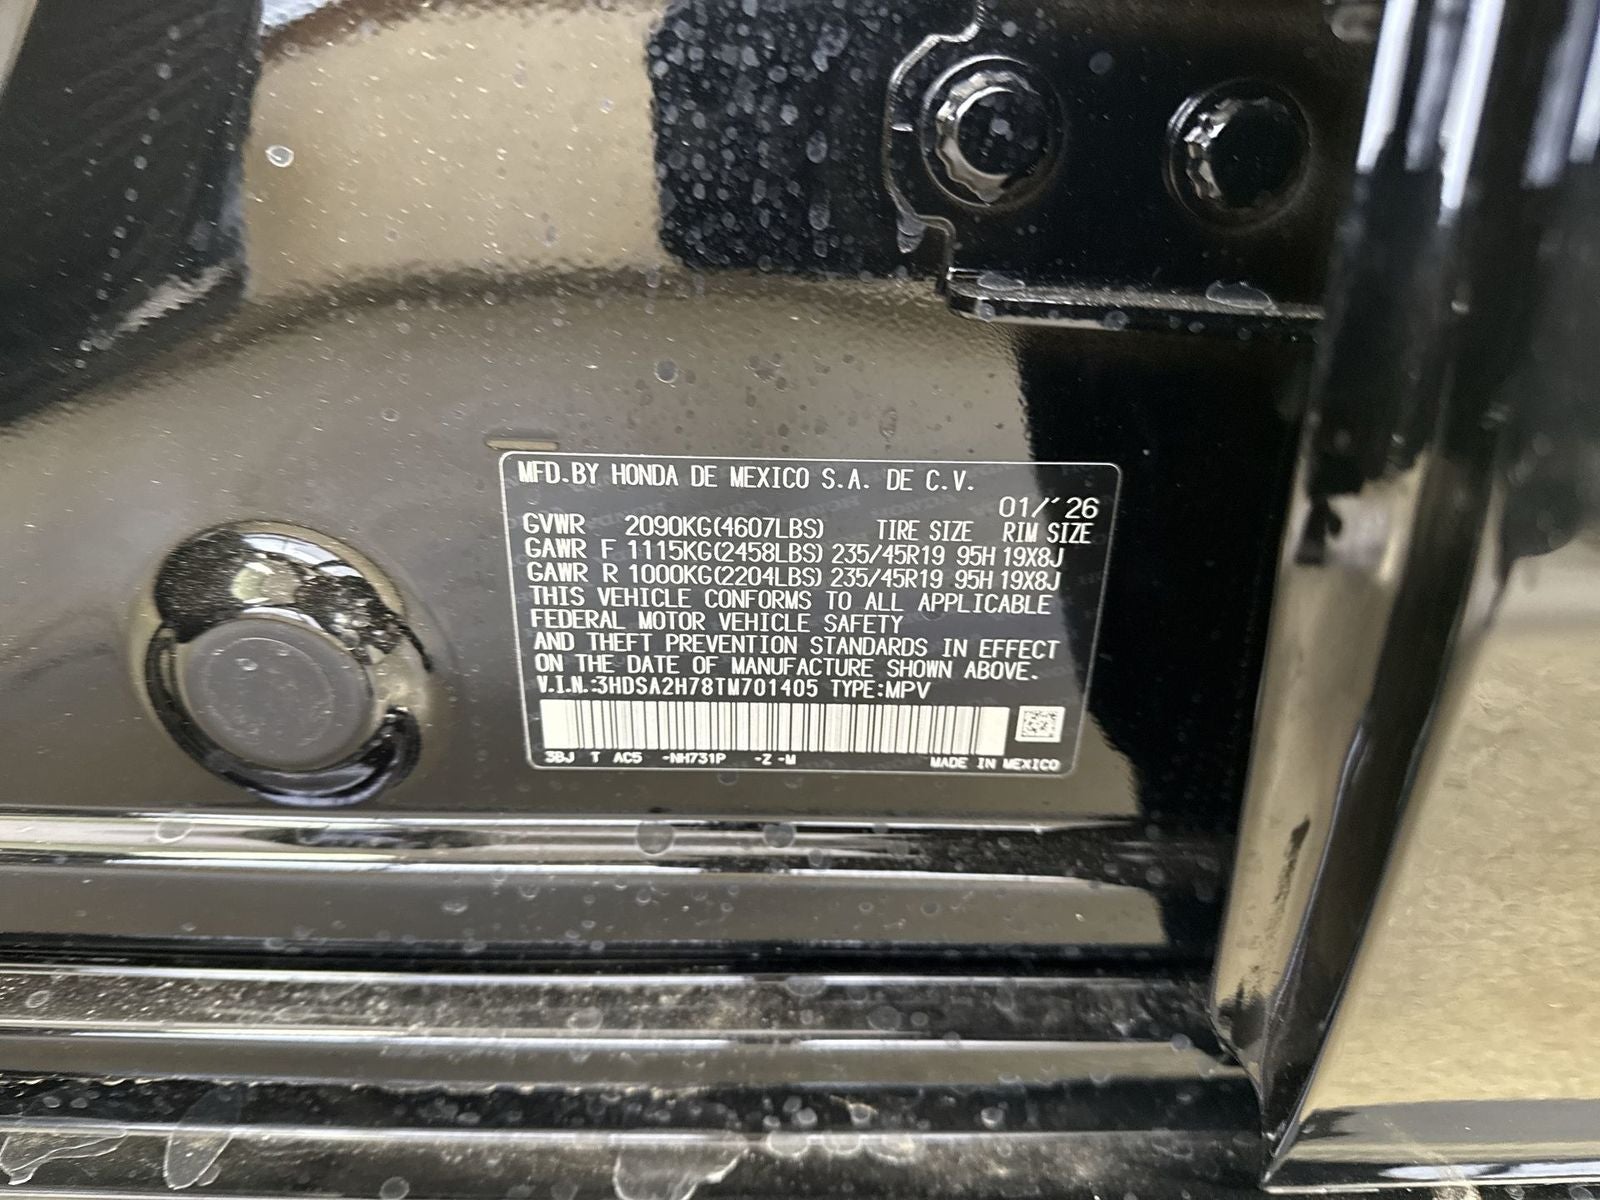 MFD.BY HONDA DE MEXICO S.A. DE C.V.
01/'26
GVWR 2090KG(4607LBS) TIRE SIZE RIM SIZE
GAWR F 1115KG(2458LBS) 235/45R19 95H 19X8J
GAWR R 1000KG(2204LBS) 235/45R19 95H 19X8J
THIS VEHICLE CONFORMS TO ALL APPLICABLE
FEDERAL MOTOR VEHICLE SAFETY
AND THEFT PREVENTION STANDARDS IN EFFECT
ON THE DATE OF MANUFACTURE SHOWN ABOVE.
V.I.N.:3HDSA2H78TM701405 TYPE:MPV
3BJ T AC5 -NH731P -Z -M MADE IN MEXICO